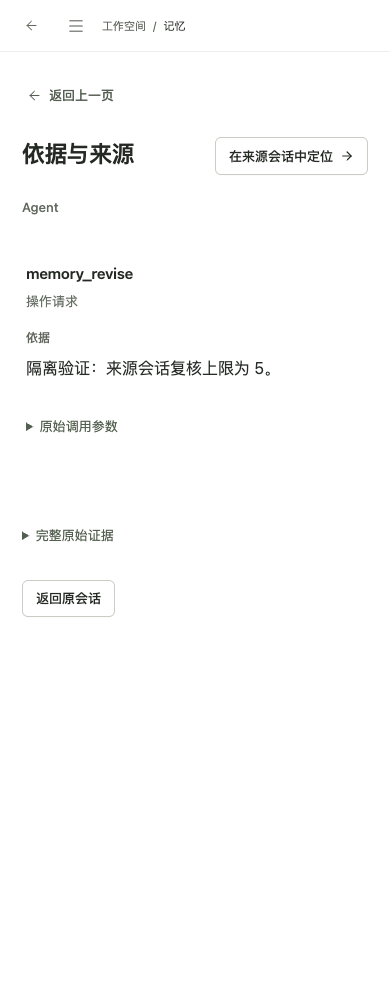 工作空间 / 记忆
返回上一页
依据与来源
在来源会话中定位
Agent
memory_revise
操作请求
依据
隔离验证：来源会话复核上限为 5。
原始调用参数
完整原始证据
返回原会话